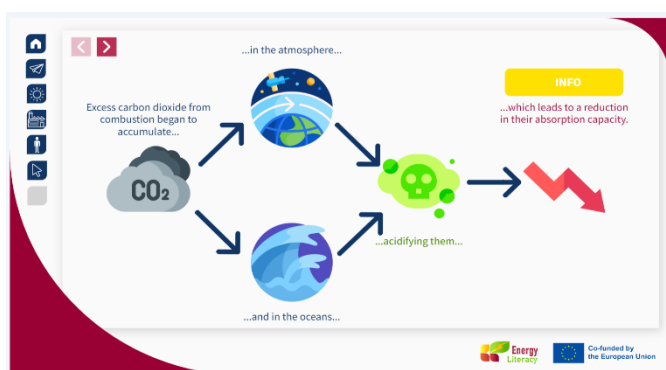 ...in the atmosphere...
INFO
Excess carbon dioxide from
combustion began to
accumulate...
...which leads to a reduction
in their absorption capacity.
CO₂
...acidifying them...
...and in the oceans...
Energy
Literacy
Co-funded by
the European Union